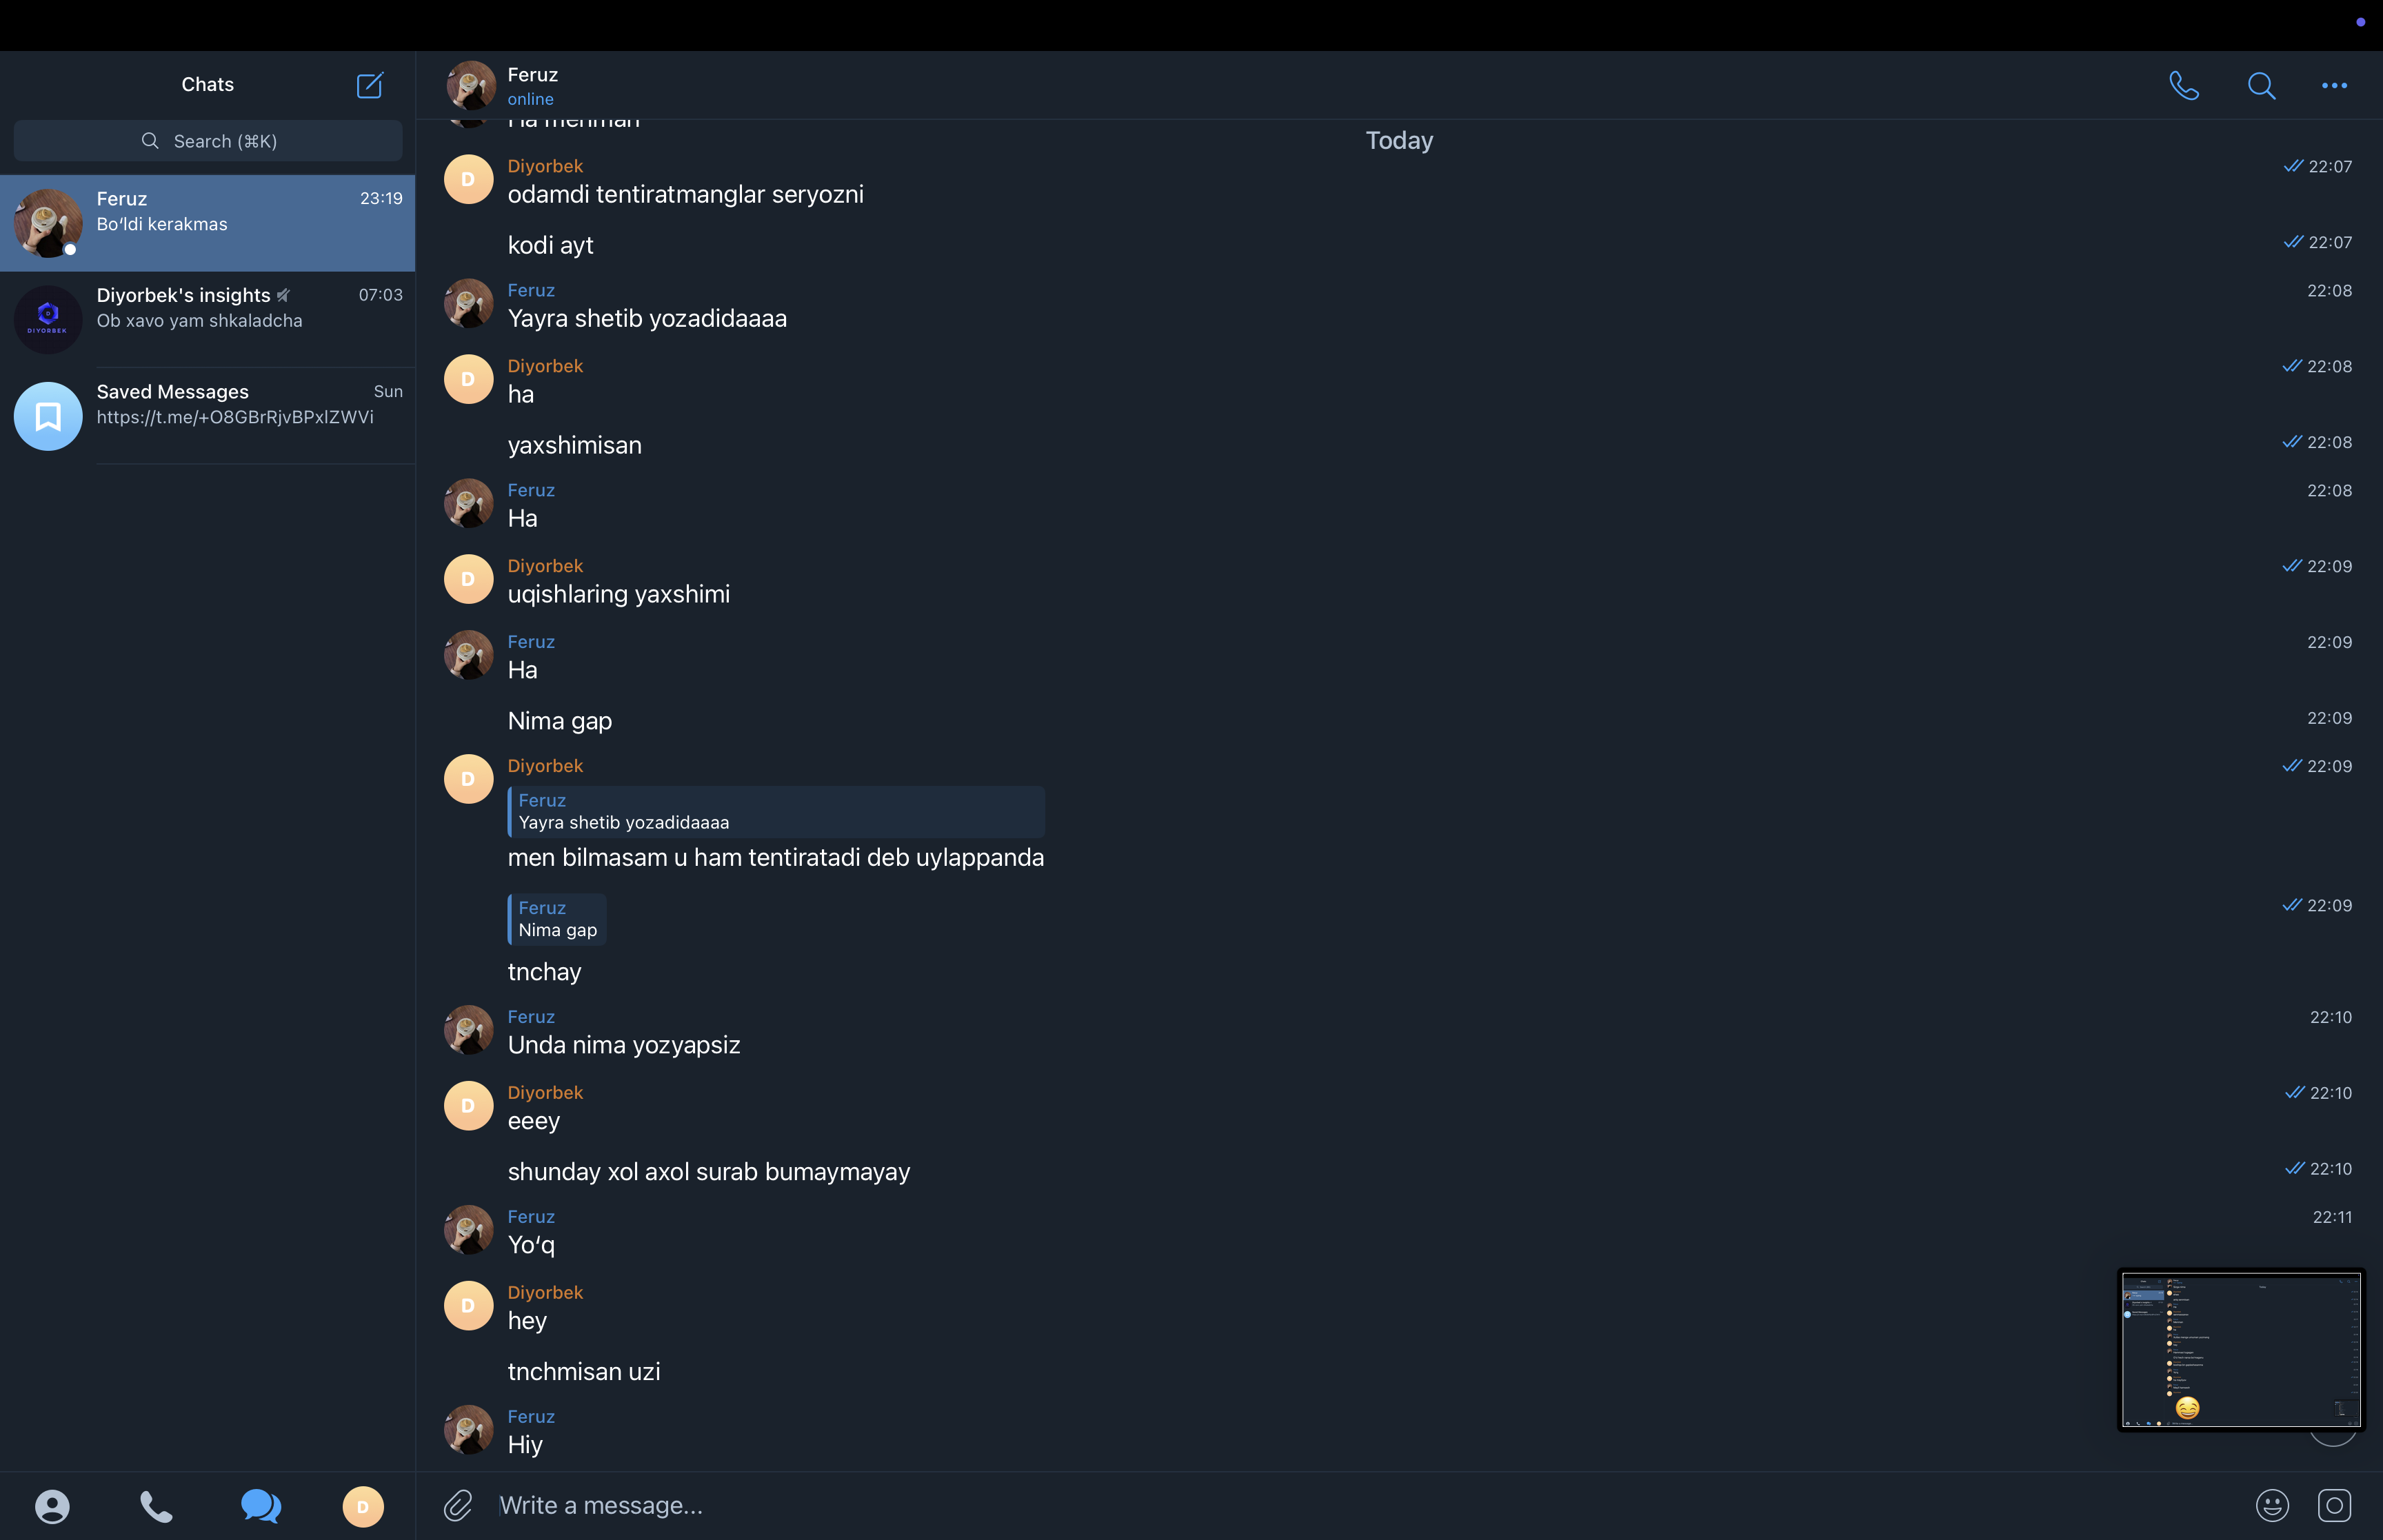 Chats
Search (⌘K)
Feruz
23:19
Bo‘ldi kerakmas
Diyorbek's insights
07:03
Ob xavo yam shkaladcha
DIYORBEK
Saved Messages
Sun
https://t.me/+O8GBrRjvBPxlZWVi
D
Feruz
online
Ha menman
Today
D
Diyorbek
22:07
odamdi tentiratmanglar seryozni
kodi ayt
22:07
Feruz
22:08
Yayra shetib yozadidaaaa
D
Diyorbek
22:08
ha
yaxshimisan
22:08
Feruz
22:08
Ha
D
Diyorbek
22:09
uqishlaring yaxshimi
Feruz
22:09
Ha
Nima gap
22:09
D
Diyorbek
22:09
Feruz
Yayra shetib yozadidaaaa
men bilmasam u ham tentiratadi deb uylappanda
Feruz
22:09
Nima gap
tnchay
Feruz
22:10
Unda nima yozyapsiz
D
Diyorbek
22:10
eeey
shunday xol axol surab bumaymayay
22:10
Feruz
22:11
Yo‘q
D
Diyorbek
hey
tnchmisan uzi
Feruz
Hiy
Write a message...